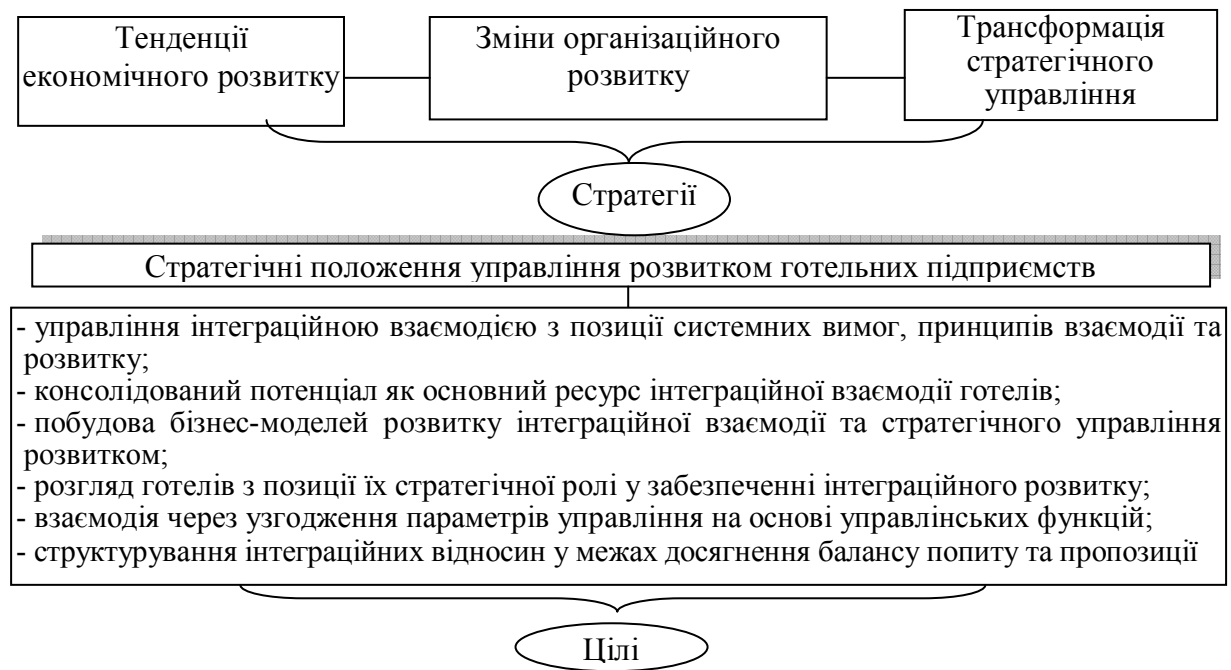 Тенденції
економічного розвитку
Зміни організаційного
розвитку
Трансформація
стратегічного
управління
Стратегії
Стратегічні положення управління розвитком готельних підприємств
- управління інтеграційною взаємодією з позиції системних вимог, принципів взаємодії та
розвитку;
- консолідований потенціал як основний ресурс інтеграційної взаємодії готелів;
- побудова бізнес-моделей розвитку інтеграційної взаємодії та стратегічного управління
розвитком;
- розгляд готелів з позиції їх стратегічної ролі у забезпеченні інтеграційного розвитку;
- взаємодія через узгодження параметрів управління на основі управлінських функцій;
- структурування інтеграційних відносин у межах досягнення балансу попиту та пропозиції
Цілі